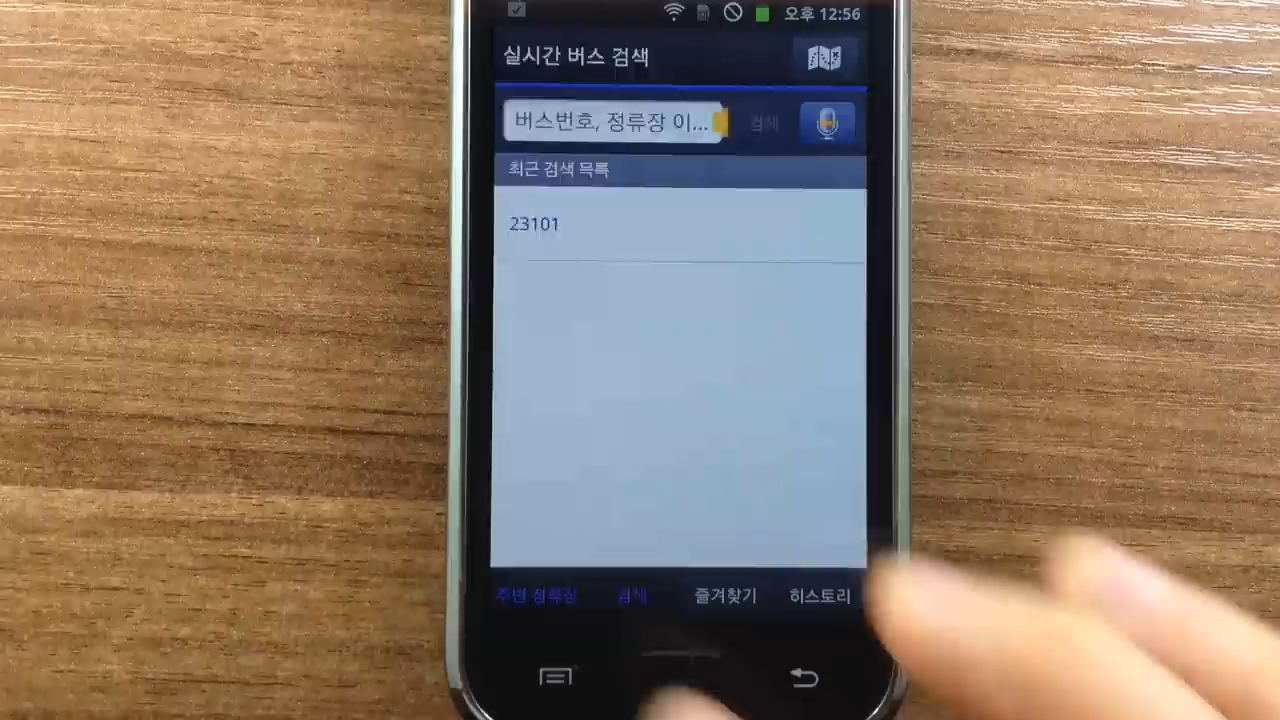 오후 12:56
실시간 버스 검색
버스번호, 정류장 이...
검색
최근 검색 목록
23101
주변 정류장 검색 즐겨찾기 히스토리